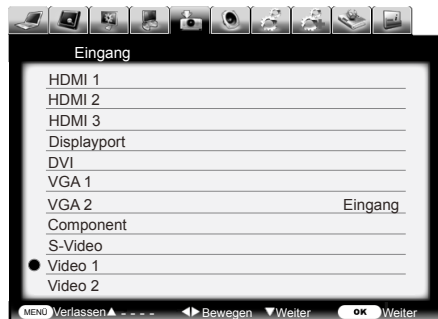 Eingang
HDMI 1
HDMI 2
HDMI 3
Displayport
DVI
VGA 1
VGA 2 Eingang
Component
S-Video
Video 1
Video 2
MENÜ Verlassen ▲ - - - - ◀▶ Bewegen ▼Weiter OK Weiter